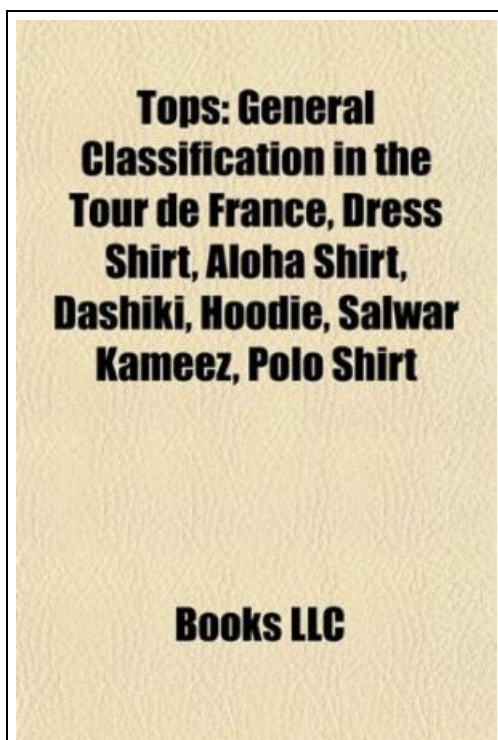 Tops: General
Classification in the
Tour de France, Dress
Shirt, Aloha Shirt,
Dashiki, Hoodie, Salwar
Kameez, Polo Shirt
Books LLC